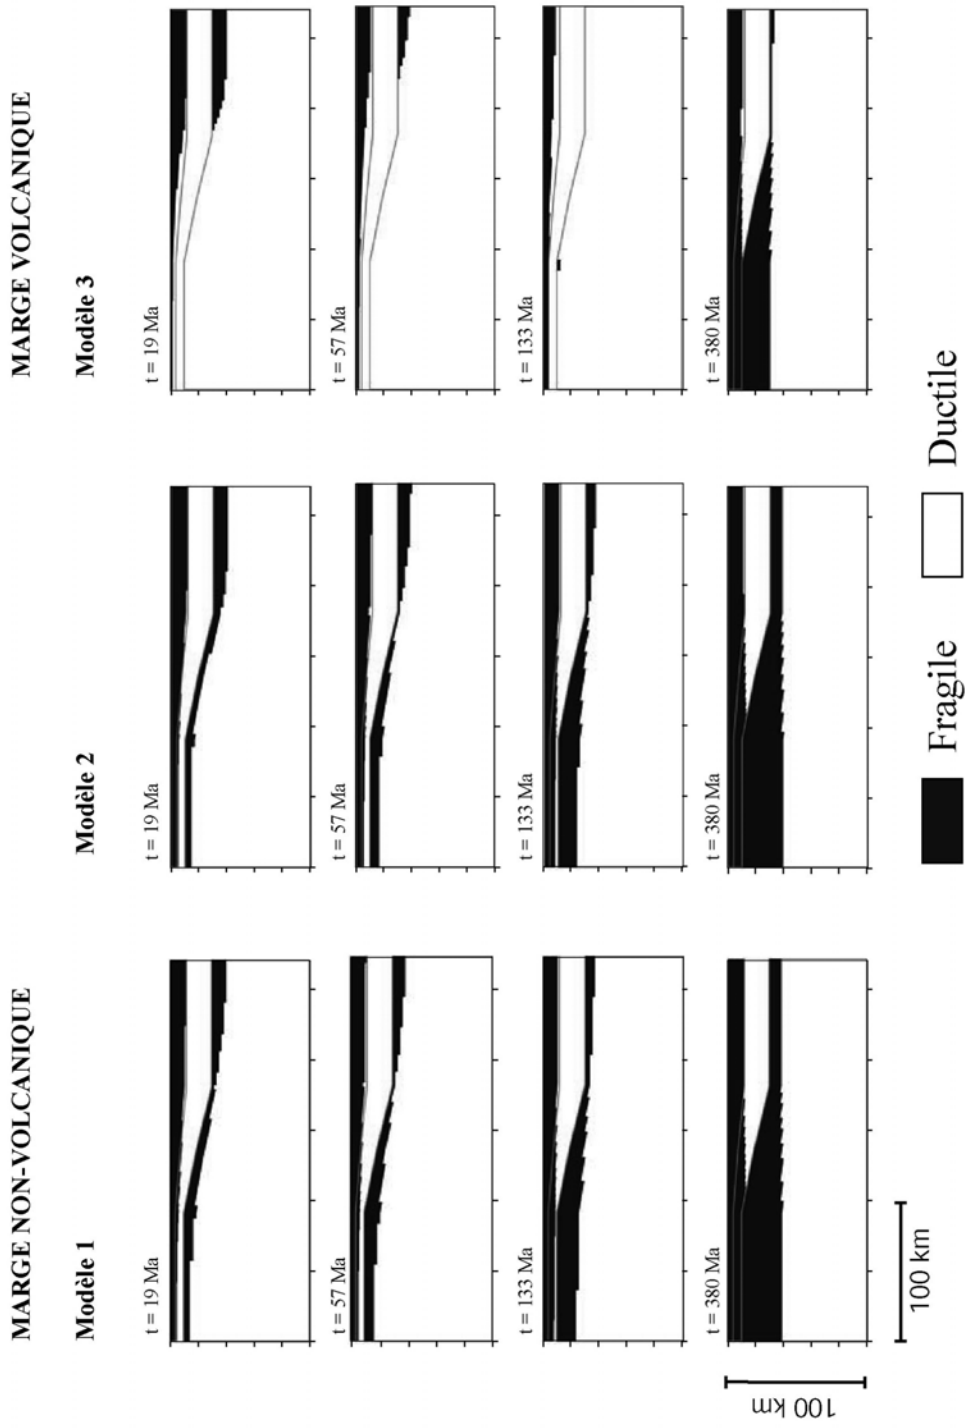 MARGE NON-VOLCANIQUE
MARGE VOLCANIQUE
Modèle 1
Modèle 2
Modèle 3
t = 19 Ma
t = 19 Ma
t = 19 Ma
t = 57 Ma
t = 57 Ma
t = 57 Ma
t = 133 Ma
t = 133 Ma
t = 133 Ma
t = 380 Ma
t = 380 Ma
t = 380 Ma
100 km
100 km
Fragile
Ductile